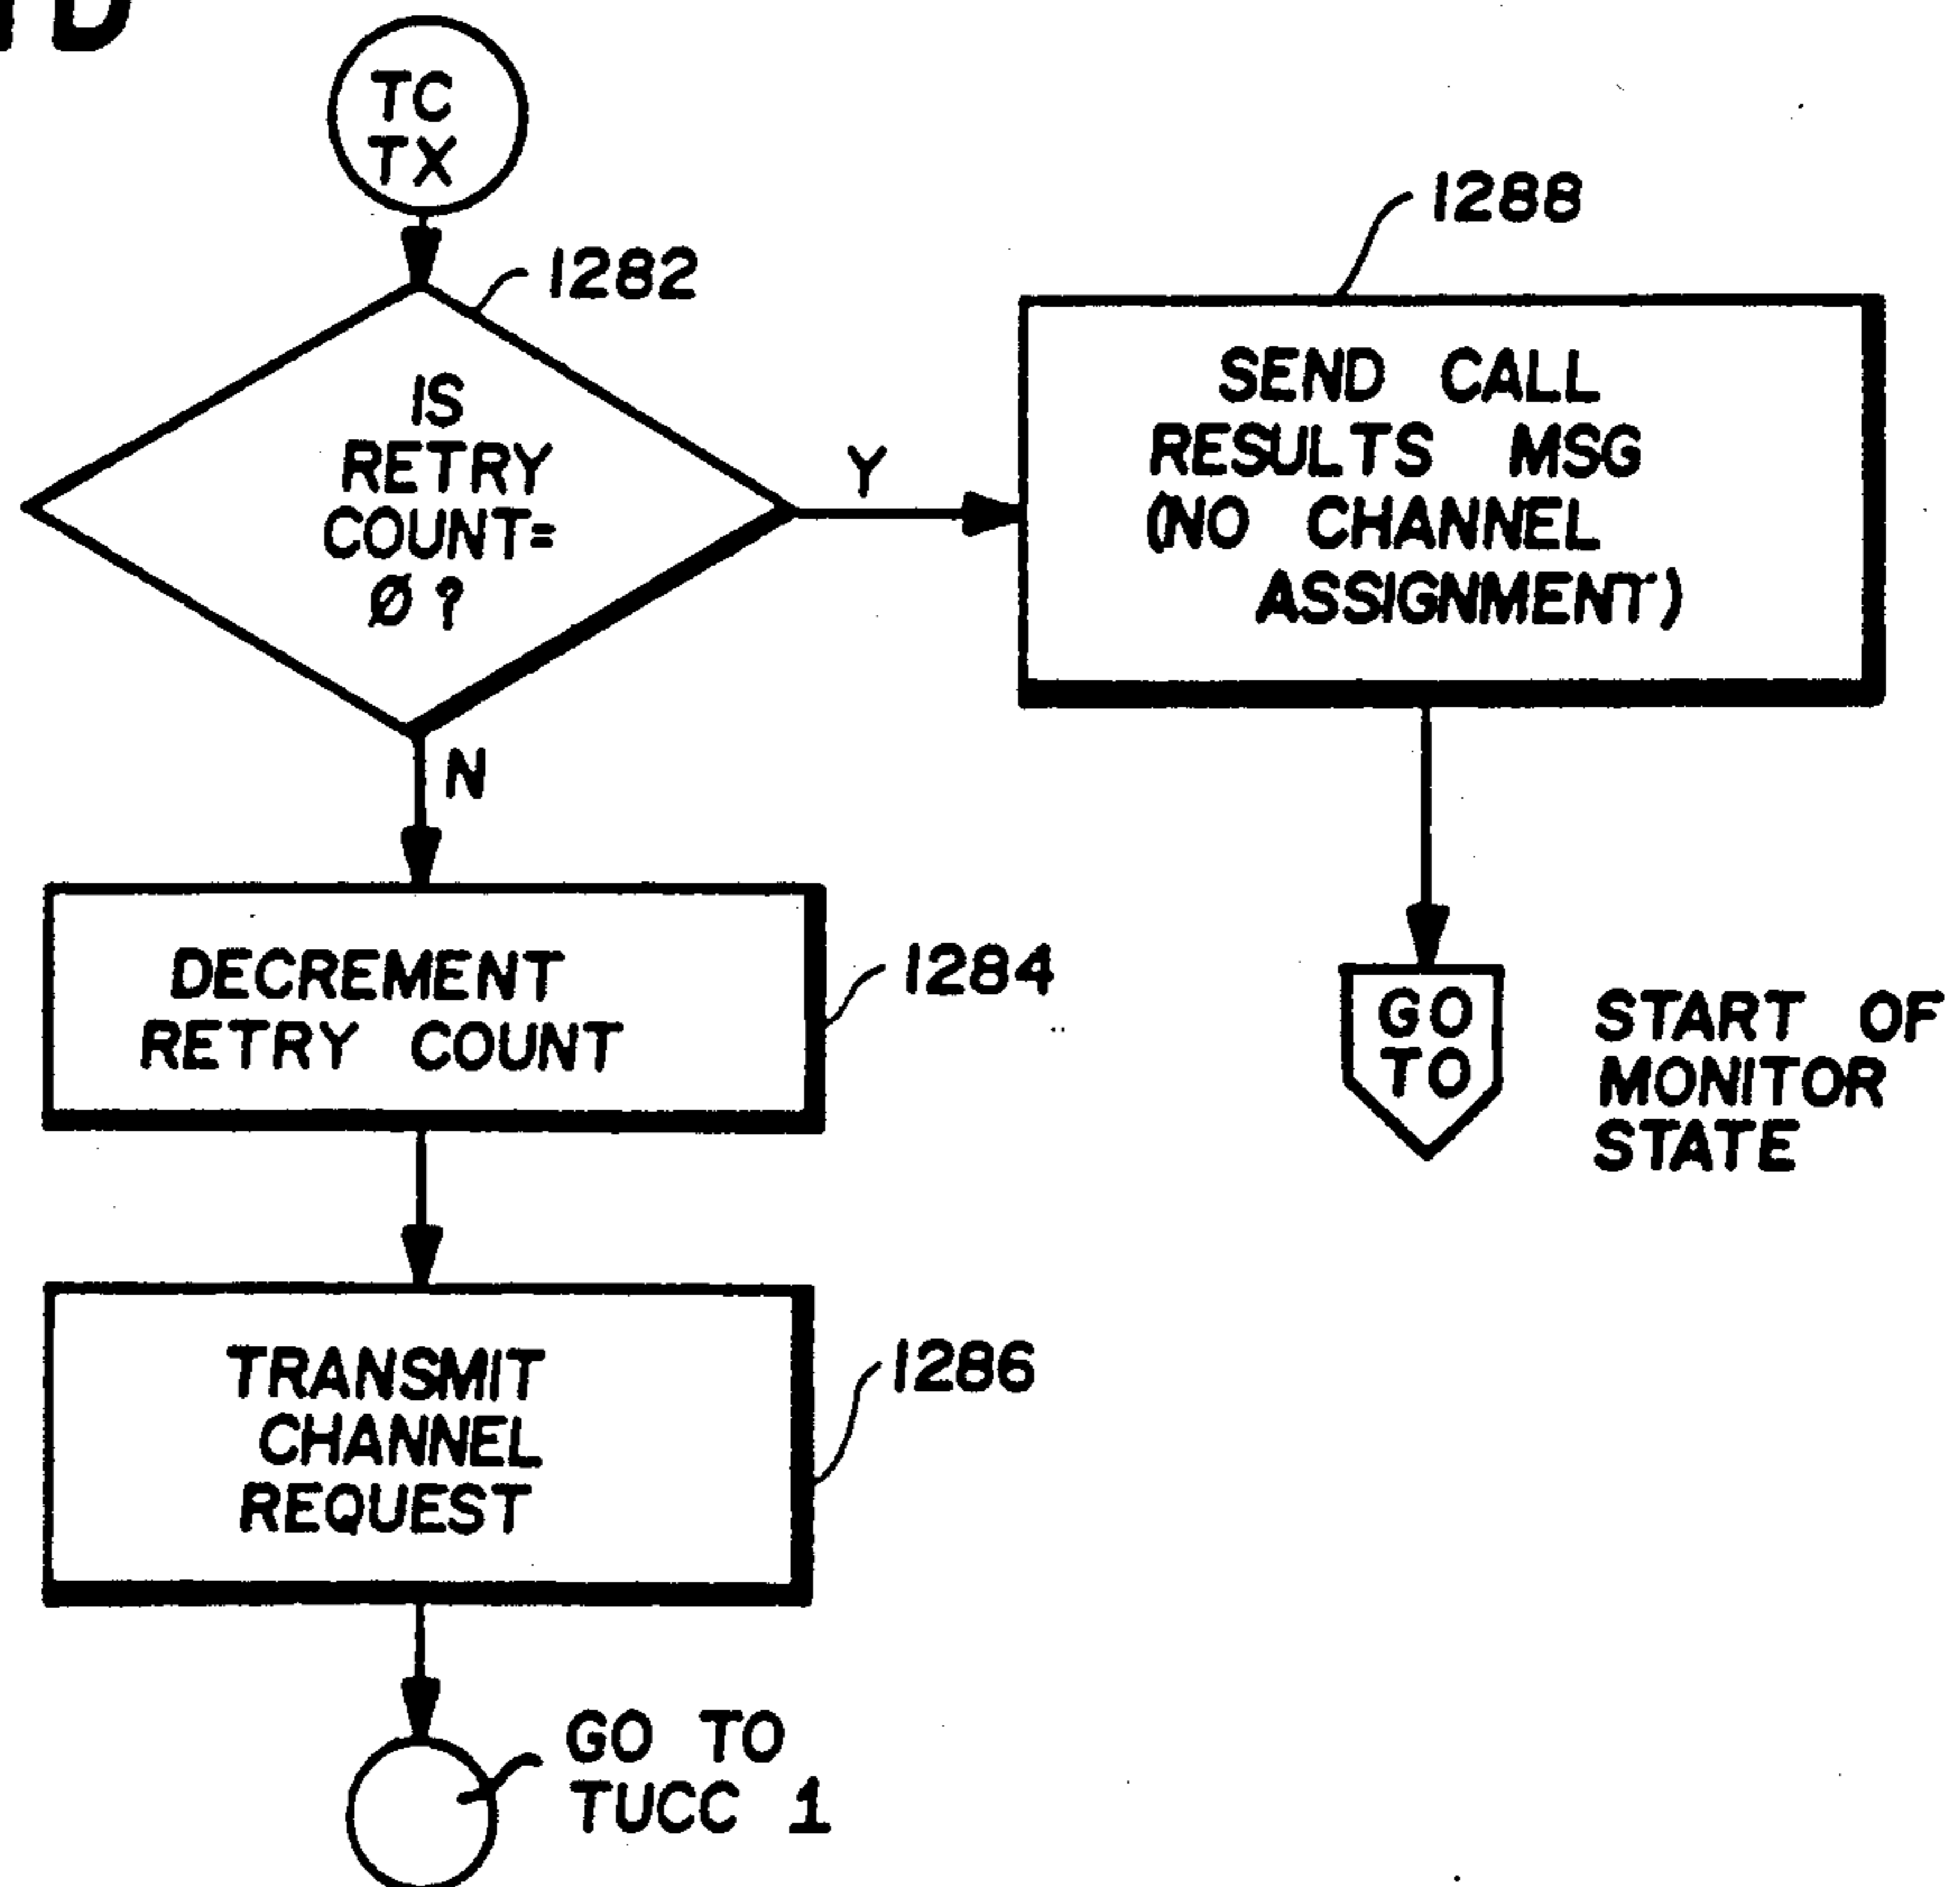 D
TC
TX
1282
IS
RETRY
COUNT=
Ø ?
Y
N
1288
SEND CALL
RESULTS MSG
(NO CHANNEL
ASSIGNMENT)
DECREMENT
RETRY COUNT
1284
GO
TO
START OF
MONITOR
STATE
TRANSMIT
CHANNEL
REQUEST
1286
GO TO
TUCC 1